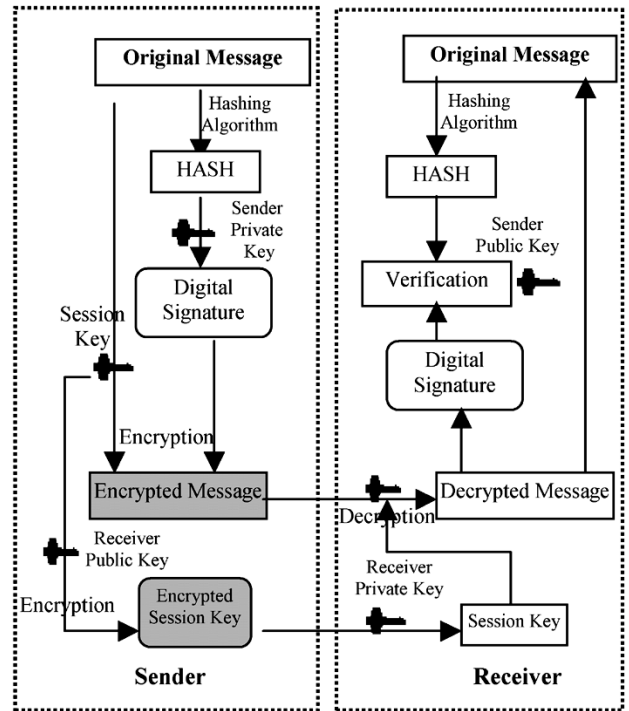 Original Message
Hashing
Algorithm
HASH
Sender
Private
Key
Digital
Signature
Session
Key
Encryption
Encrypted Message
Receiver
Public Key
Encryption
Encrypted
Session Key
Sender
Original Message
Hashing
Algorithm
HASH
Sender
Public Key
Verification
Digital
Signature
Decrypted Message
Decryption
Receiver
Private Key
Session Key
Receiver